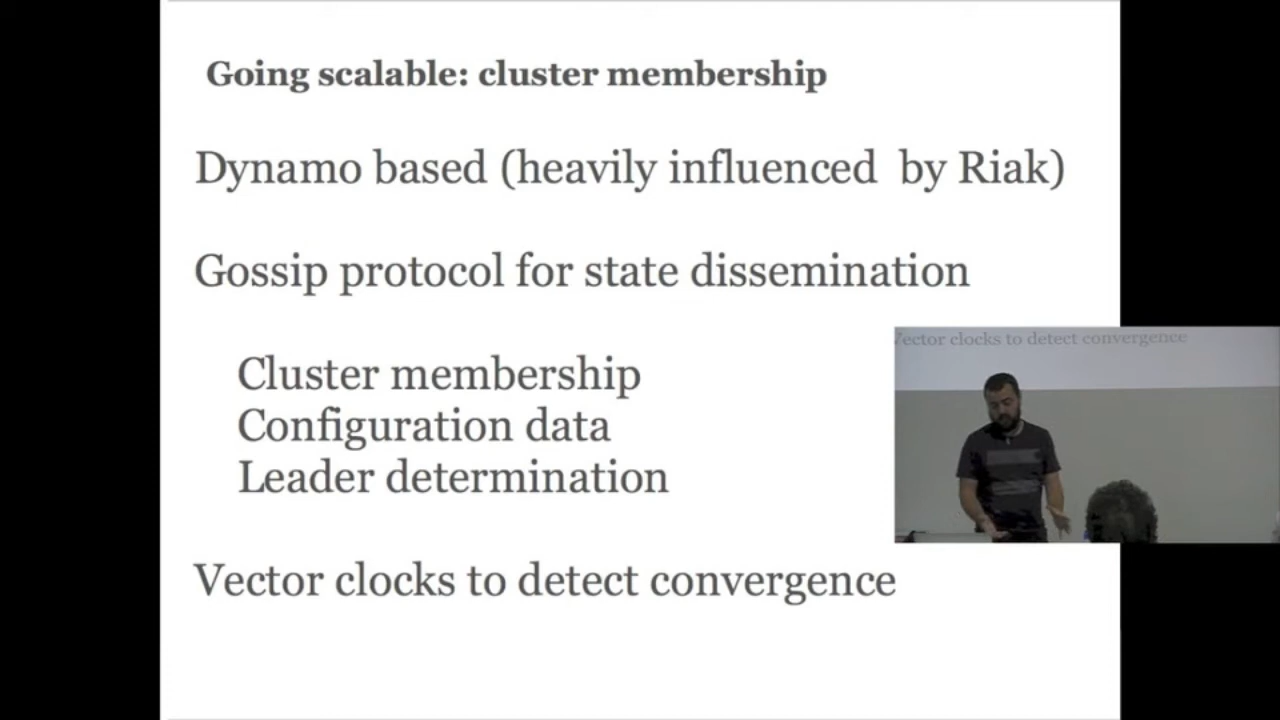 Going scalable: cluster membership
Dynamo based (heavily influenced by Riak)
Gossip protocol for state dissemination
Cluster membership
Configuration data
Leader determination
Vector clocks to detect convergence
Vector clocks to detect convergence